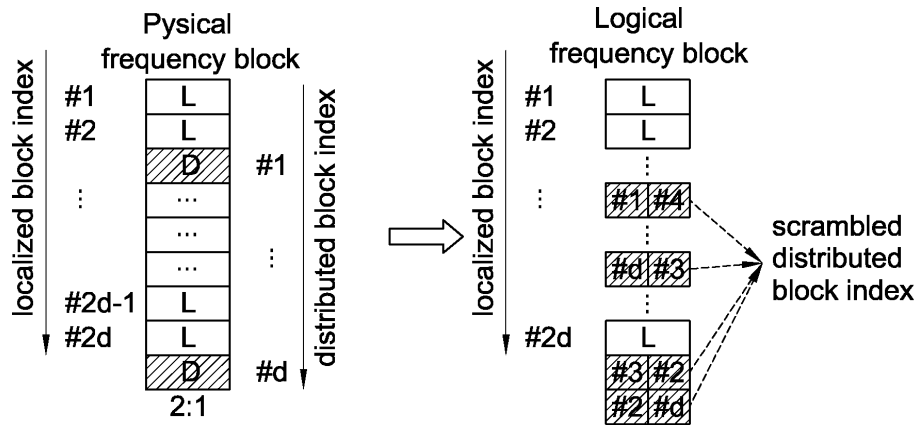 Pysical
frequency block
localized block index
#1
#2
⋮
#2d-1
#2d
L
L
D
...
...
...
L
L
D
2:1
#1
⋮
#d
distributed block index
Logical
frequency block
localized block index
#1
#2
⋮
#2d
L
L
⋮
#1 #4
⋮
#d #3
⋮
L
#3 #2
#2 #d
scrambled
distributed
block index